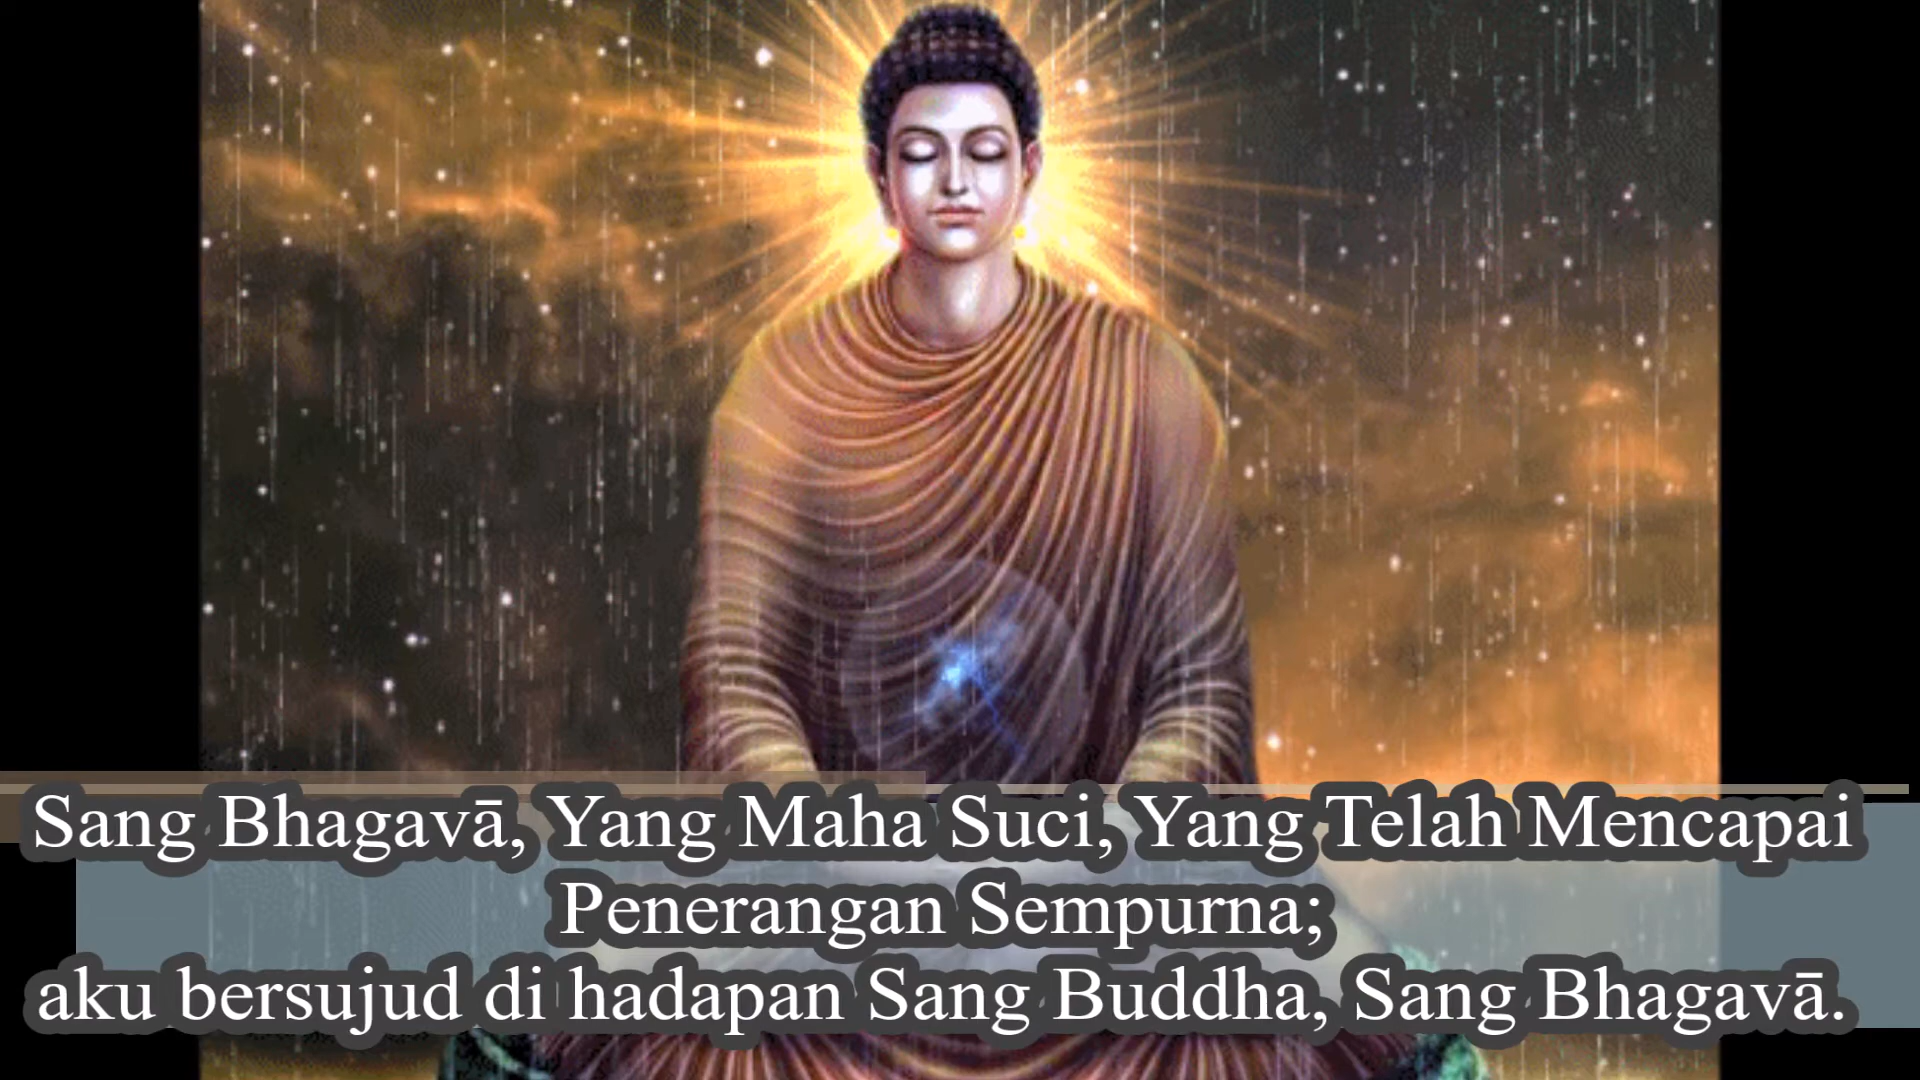 Sang Bhagavā, Yang Maha Suci, Yang Telah Mencapai
Penerangan Sempurna;
aku bersujud di hadapan Sang Buddha, Sang Bhagavā.